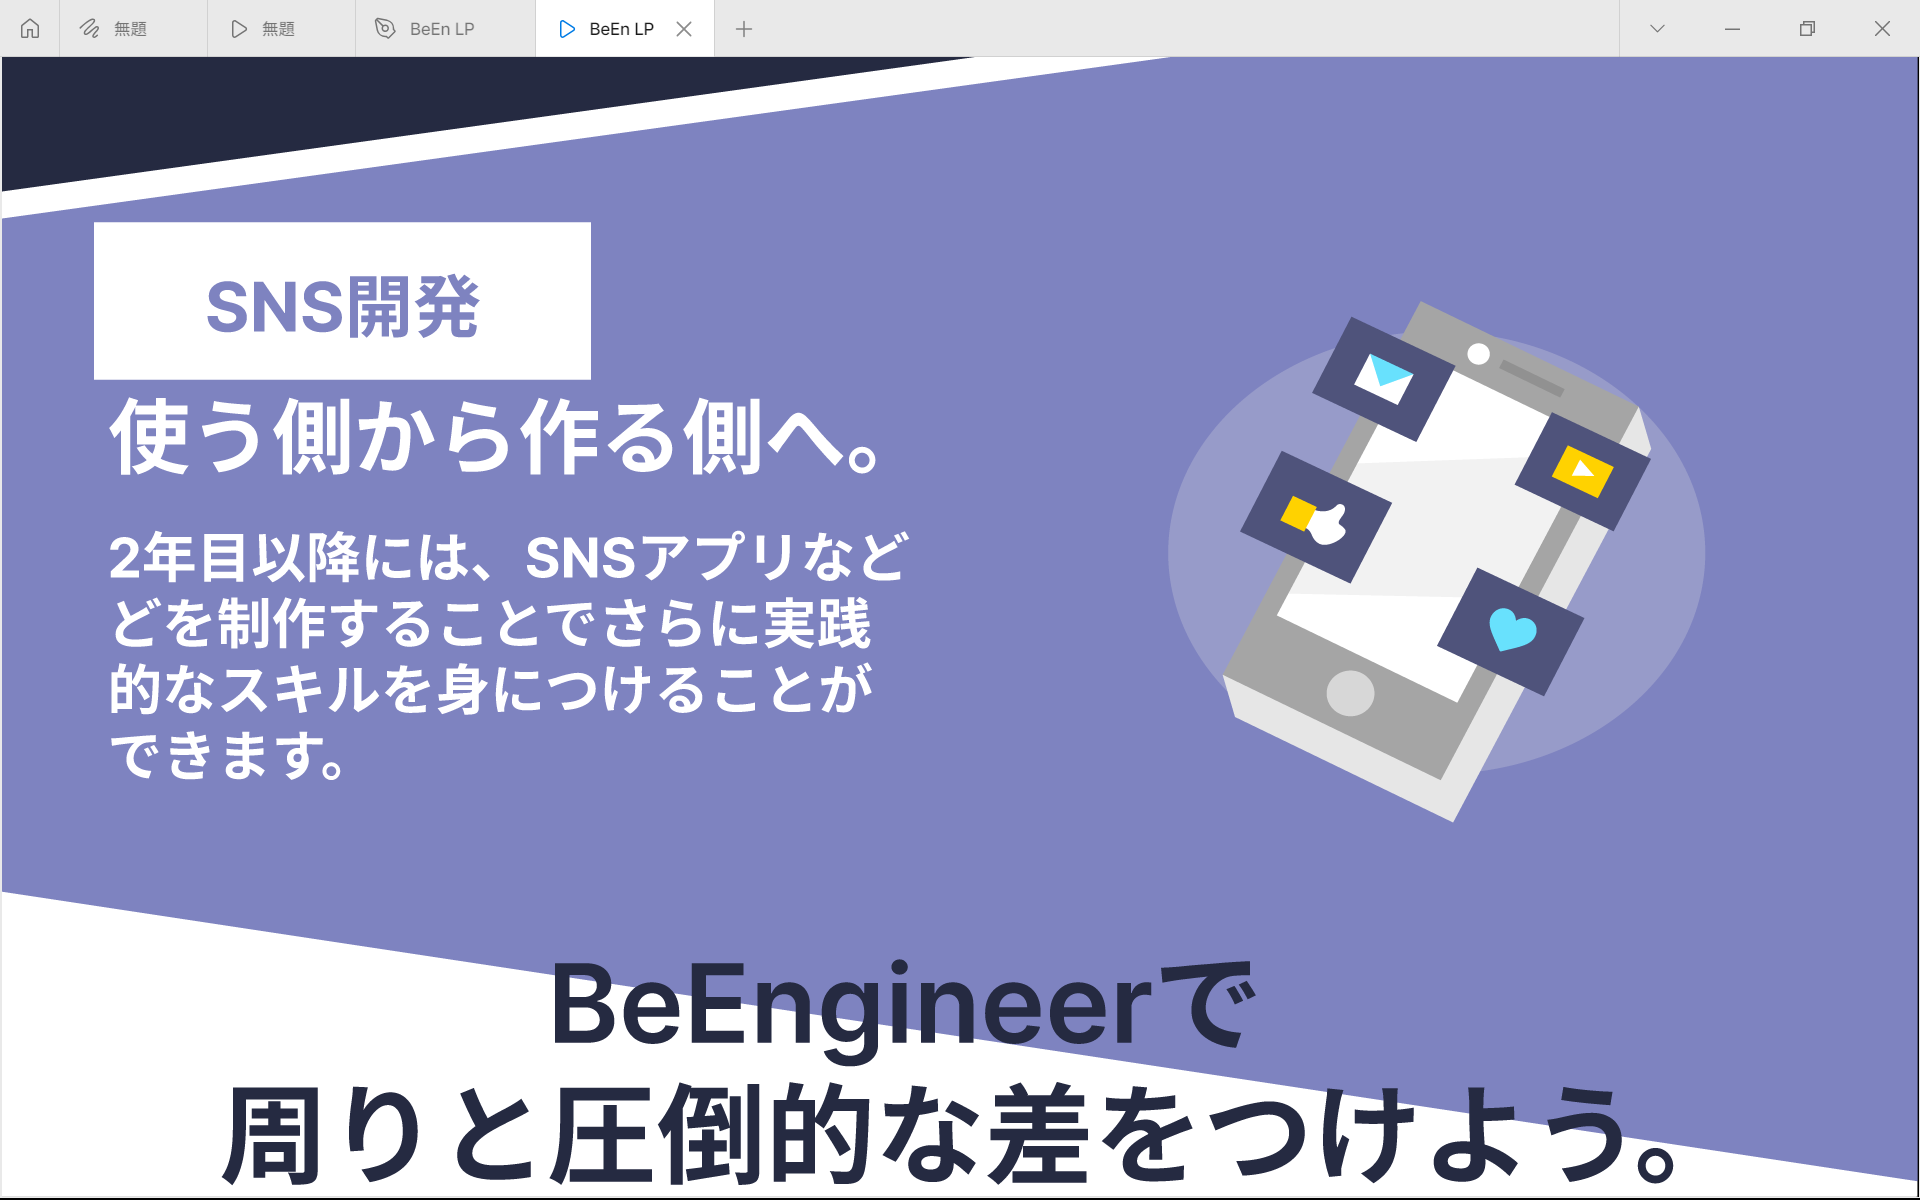 無題
無題
BeEn LP
BeEn LP
SNS開発
使う側から作る側へ。
2年目以降には、SNSアプリなど
どを制作することでさらに実践
的なスキルを身につけることが
できます。
BeEngineerで
周りと圧倒的な差をつけよう。